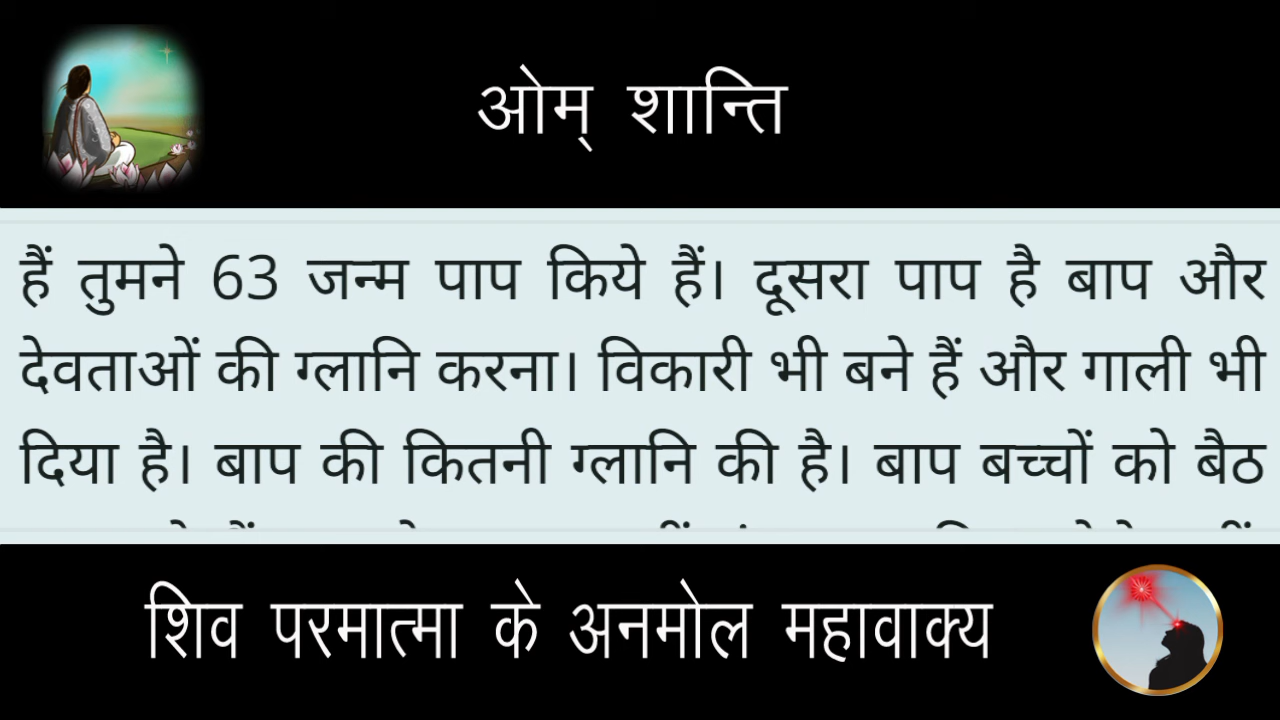 ओम् शान्ति
हैं तुमने 63 जन्म पाप किये हैं। दूसरा पाप है बाप और
देवताओं की ग्लानि करना। विकारी भी बने हैं और गाली भी
दिया है। बाप की कितनी ग्लानि की है। बाप बच्चों को बैठ
शिव परमात्मा के अनमोल महावाक्य